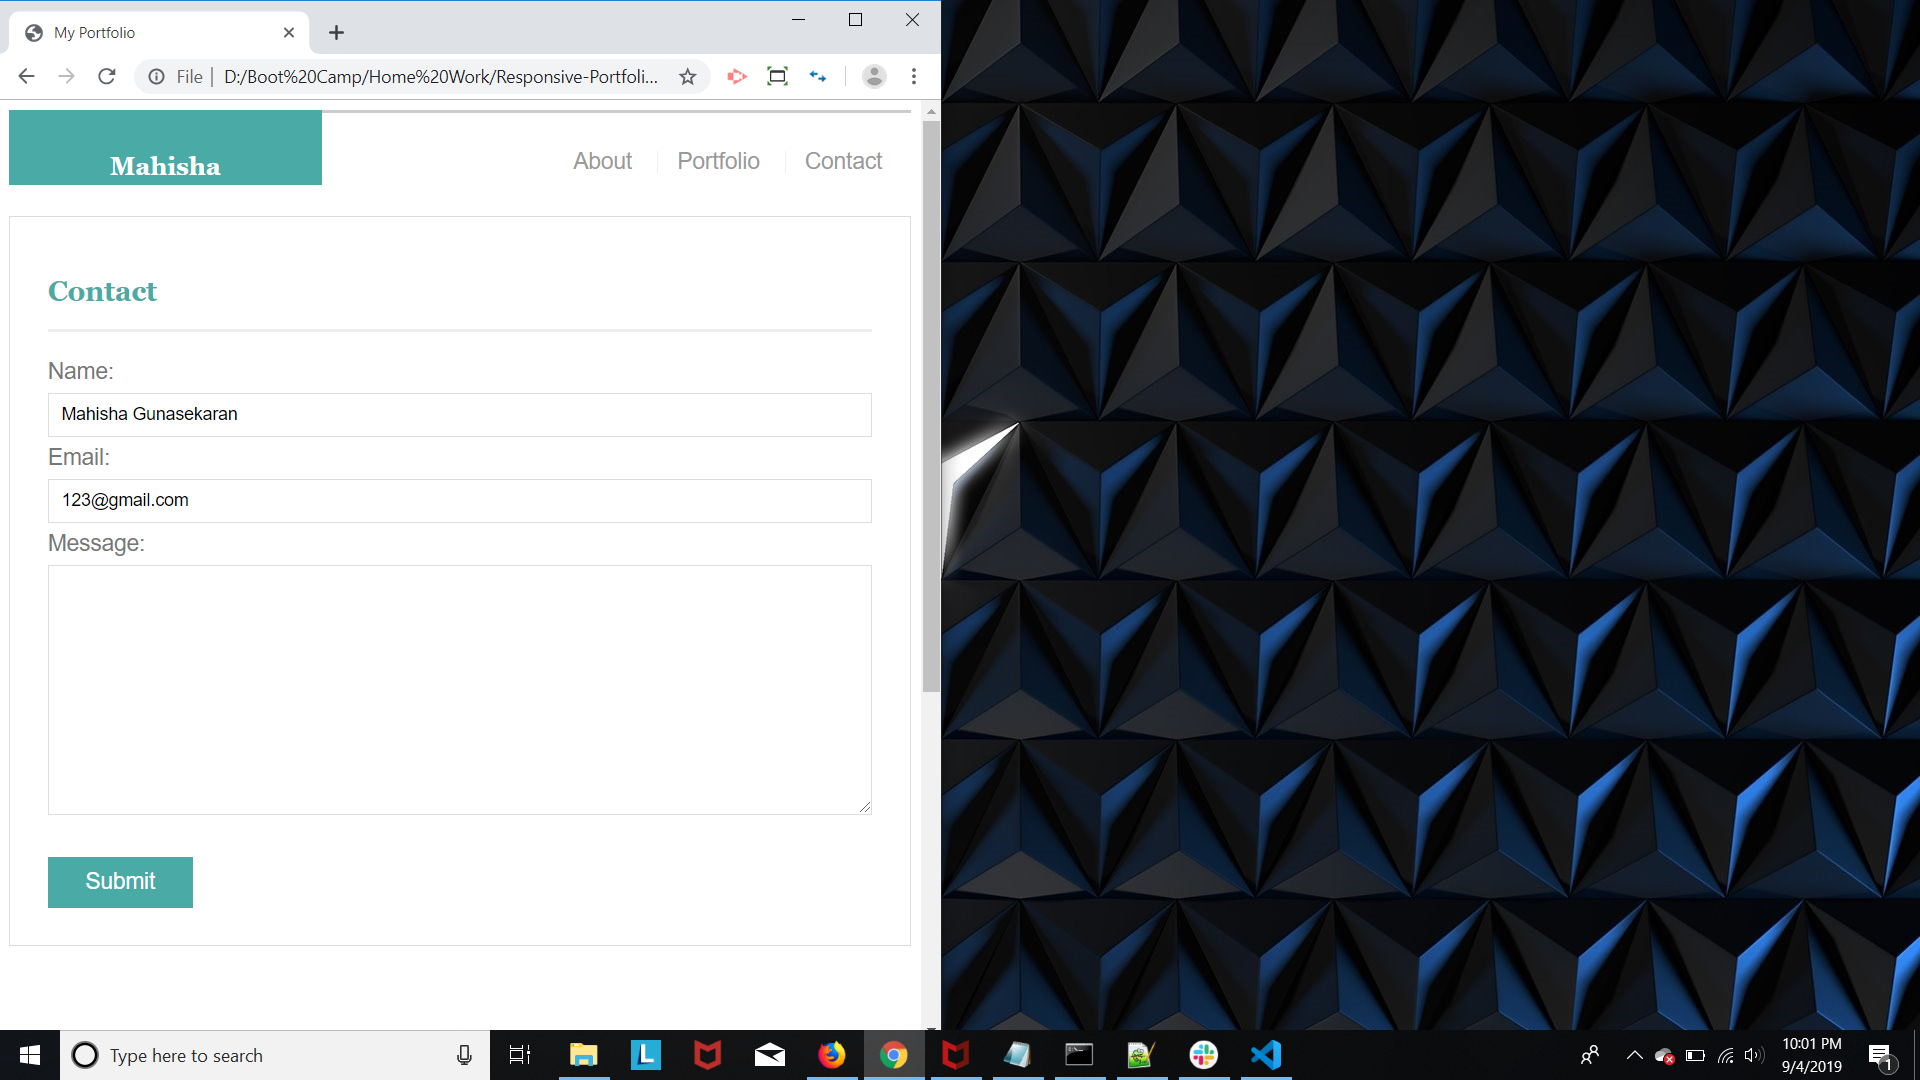 My Portfolio
File | D:/Boot%20Camp/Home%20Work/Responsive-Portfoli...
Mahisha
About
Portfolio
Contact
Contact
Name:
Mahisha Gunasekaran
Email:
123@gmail.com
Message:
Submit
Type here to search
L
10:01 PM
9/4/2019
1